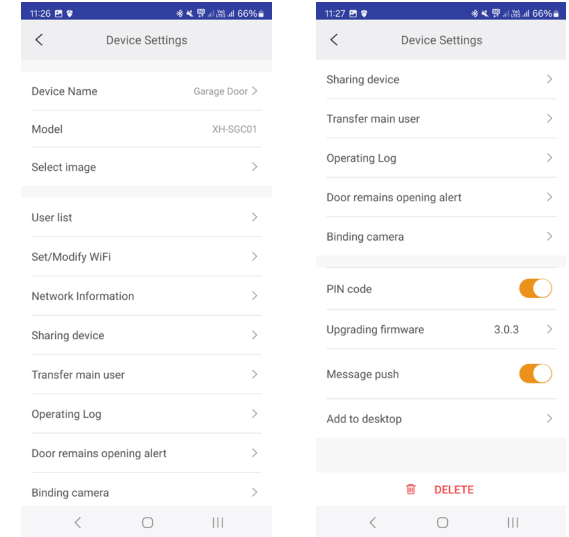 11:26 66%
Device Settings
Device Name Garage Door
Model XH-SGC01
Select image
User list
Set/Modify WiFi
Network Information
Sharing device
Transfer main user
Operating Log
Door remains opening alert
Binding camera
11:27 66%
Device Settings
Sharing device
Transfer main user
Operating Log
Door remains opening alert
Binding camera
PIN code
Upgrading firmware 3.0.3
Message push
Add to desktop
DELETE